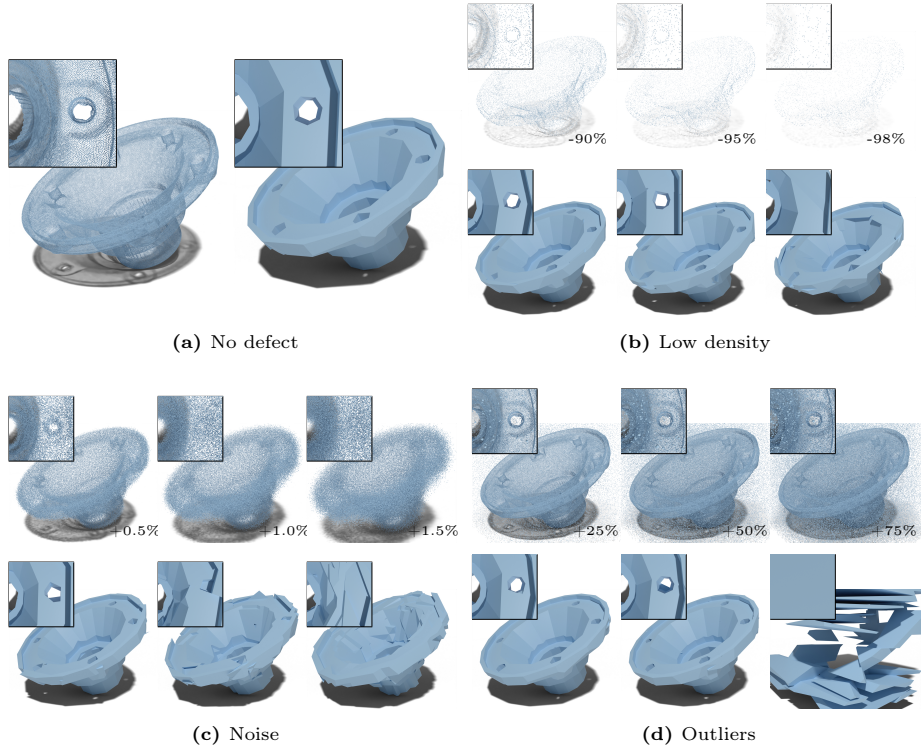 -90%
-95%
-98%
(a) No defect
(b) Low density
+0.5%
+1.0%
+1.5%
+25%
+50%
+75%
(c) Noise
(d) Outliers